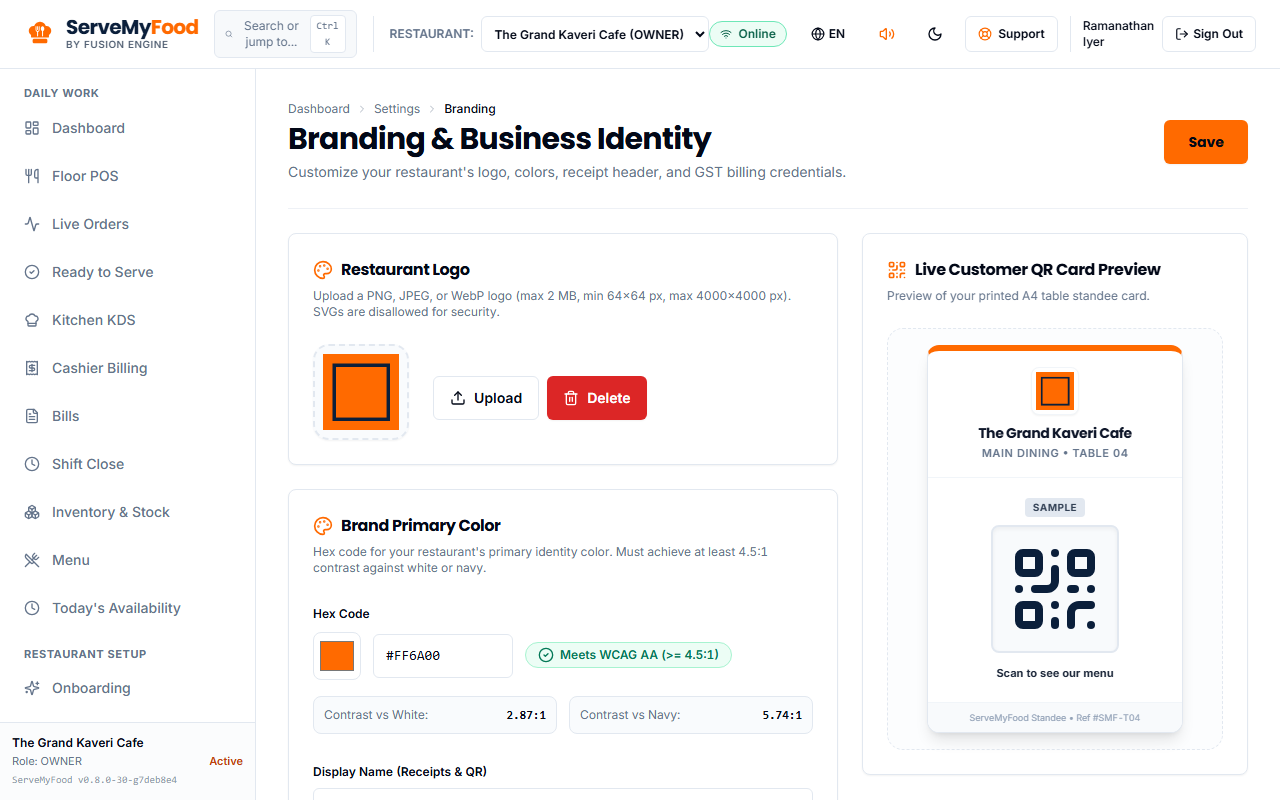 ServeMyFood
BY FUSION ENGINE
Search or
jump to...
Ctrl
K
RESTAURANT:
The Grand Kaveri Cafe (OWNER)
Online
EN
Support
Ramanathan
Iyer
Sign Out
DAILY WORK
Dashboard
Floor POS
Live Orders
Ready to Serve
Kitchen KDS
Cashier Billing
Bills
Shift Close
Inventory & Stock
Menu
Today's Availability
RESTAURANT SETUP
Onboarding
The Grand Kaveri Cafe
Role: OWNER
Active
ServeMyFood v0.8.0-30-g7deb8e4
Dashboard
Settings
Branding
Branding & Business Identity
Customize your restaurant's logo, colors, receipt header, and GST billing credentials.
Save
Restaurant Logo
Upload a PNG, JPEG, or WebP logo (max 2 MB, min 64×64 px, max 4000×4000 px).
SVGs are disallowed for security.
Upload
Delete
Brand Primary Color
Hex code for your restaurant's primary identity color. Must achieve at least 4.5:1
contrast against white or navy.
Hex Code
#FF6A00
Meets WCAG AA (>= 4.5:1)
Contrast vs White:
2.87:1
Contrast vs Navy:
5.74:1
Display Name (Receipts & QR)
Live Customer QR Card Preview
Preview of your printed A4 table standee card.
The Grand Kaveri Cafe
MAIN DINING • TABLE 04
SAMPLE
Scan to see our menu
ServeMyFood Standee • Ref #SMF-T04